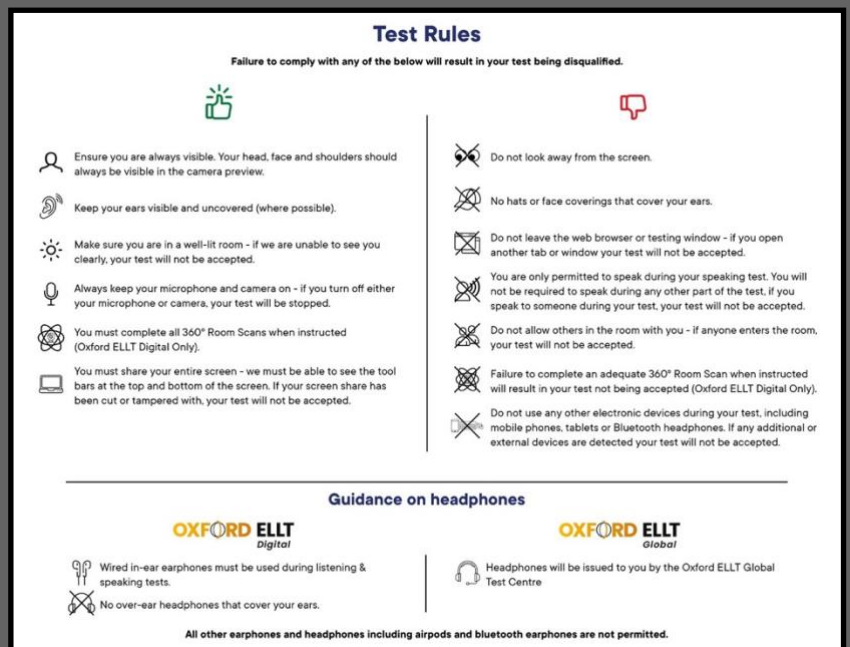 Test Rules
Failure to comply with any of the below will result in your test being disqualified.
Ensure you are always visible. Your head, face and shoulders should
always be visible in the camera preview.
Keep your ears visible and uncovered (where possible).
Make sure you are in a well-lit room - if we are unable to see you
clearly, your test will not be accepted.
Always keep your microphone and camera on - if you turn off either
your microphone or camera, your test will be stopped.
You must complete all 360° Room Scans when instructed
(Oxford ELLT Digital Only).
You must share your entire screen - we must be able to see the tool
bars at the top and bottom of the screen. If your screen share has
been cut or tampered with, your test will not be accepted.
Do not look away from the screen.
No hats or face coverings that cover your ears.
Do not leave the web browser or testing window - if you open
another tab or window your test will not be accepted.
You are only permitted to speak during your speaking test. You will
not be required to speak during any other part of the test, if you
speak to someone during your test, your test will not be accepted.
Do not allow others in the room with you - if anyone enters the room,
your test will not be accepted.
Failure to complete an adequate 360° Room Scan when instructed
will result in your test not being accepted (Oxford ELLT Digital Only).
Do not use any other electronic devices during your test, including
mobile phones, tablets or Bluetooth headphones. If any additional or
external devices are detected your test will not be accepted.
Guidance on headphones
OXFORD ELLT
Digital
Wired in-ear earphones must be used during listening &
speaking tests.
No over-ear headphones that cover your ears.
OXFORD ELLT
Global
Headphones will be issued to you by the Oxford ELLT Global
Test Centre
All other earphones and headphones including airpods and bluetooth earphones are not permitted.